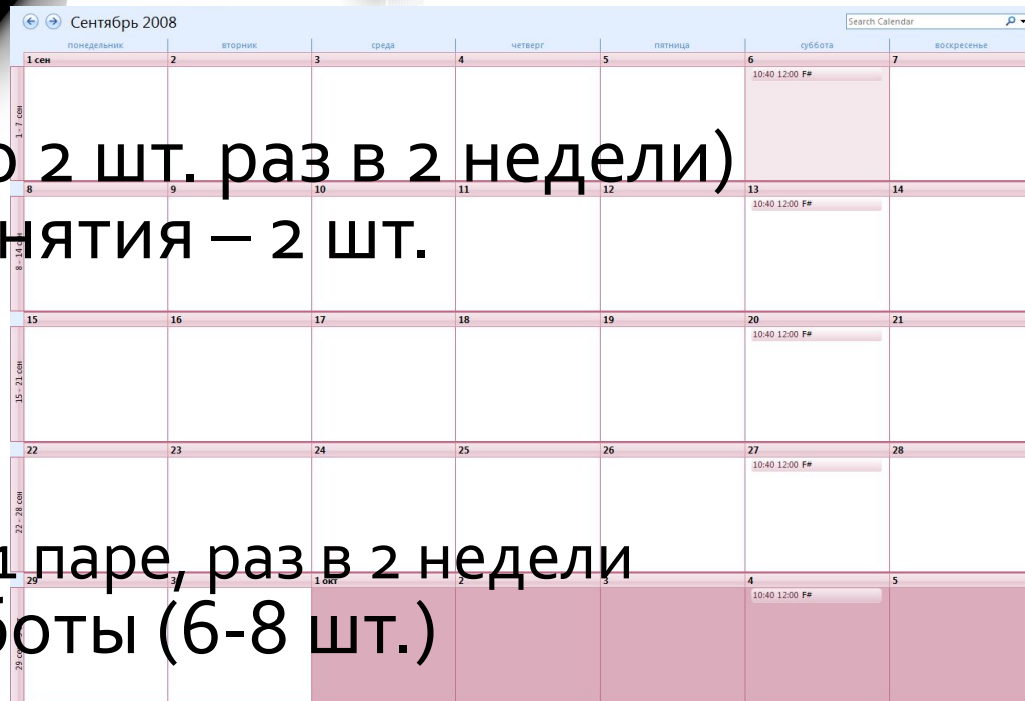 Сентябрь 2008
Search Calendar
понедельник вторник среда четверг пятница суббота воскресенье
1 сен 2 3 4 5 6 7
10:40 12:00 F#
1 - 7 сен
2 шт. раз в 2 недели)
8 9 10 11 12 13 14
10:40 12:00 F#
нятия – 2 шт.
8 - 14 сен
15 16 17 18 19 20 21
10:40 12:00 F#
15 - 21 сен
22 23 24 25 26 27 28
10:40 12:00 F#
22 - 28 сен
1 паре, раз в 2 недели
29 1 окт 2 3 4 5
10:40 12:00 F#
боты (6-8 шт.)